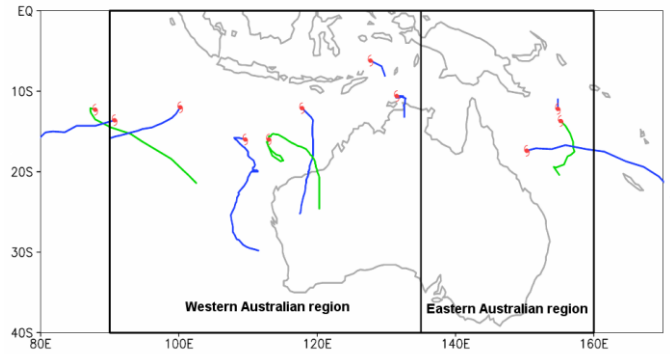 EQ
10S
20S
30S
40S
Western Australian region
Eastern Australian region
80E 100E 120E 140E 160E